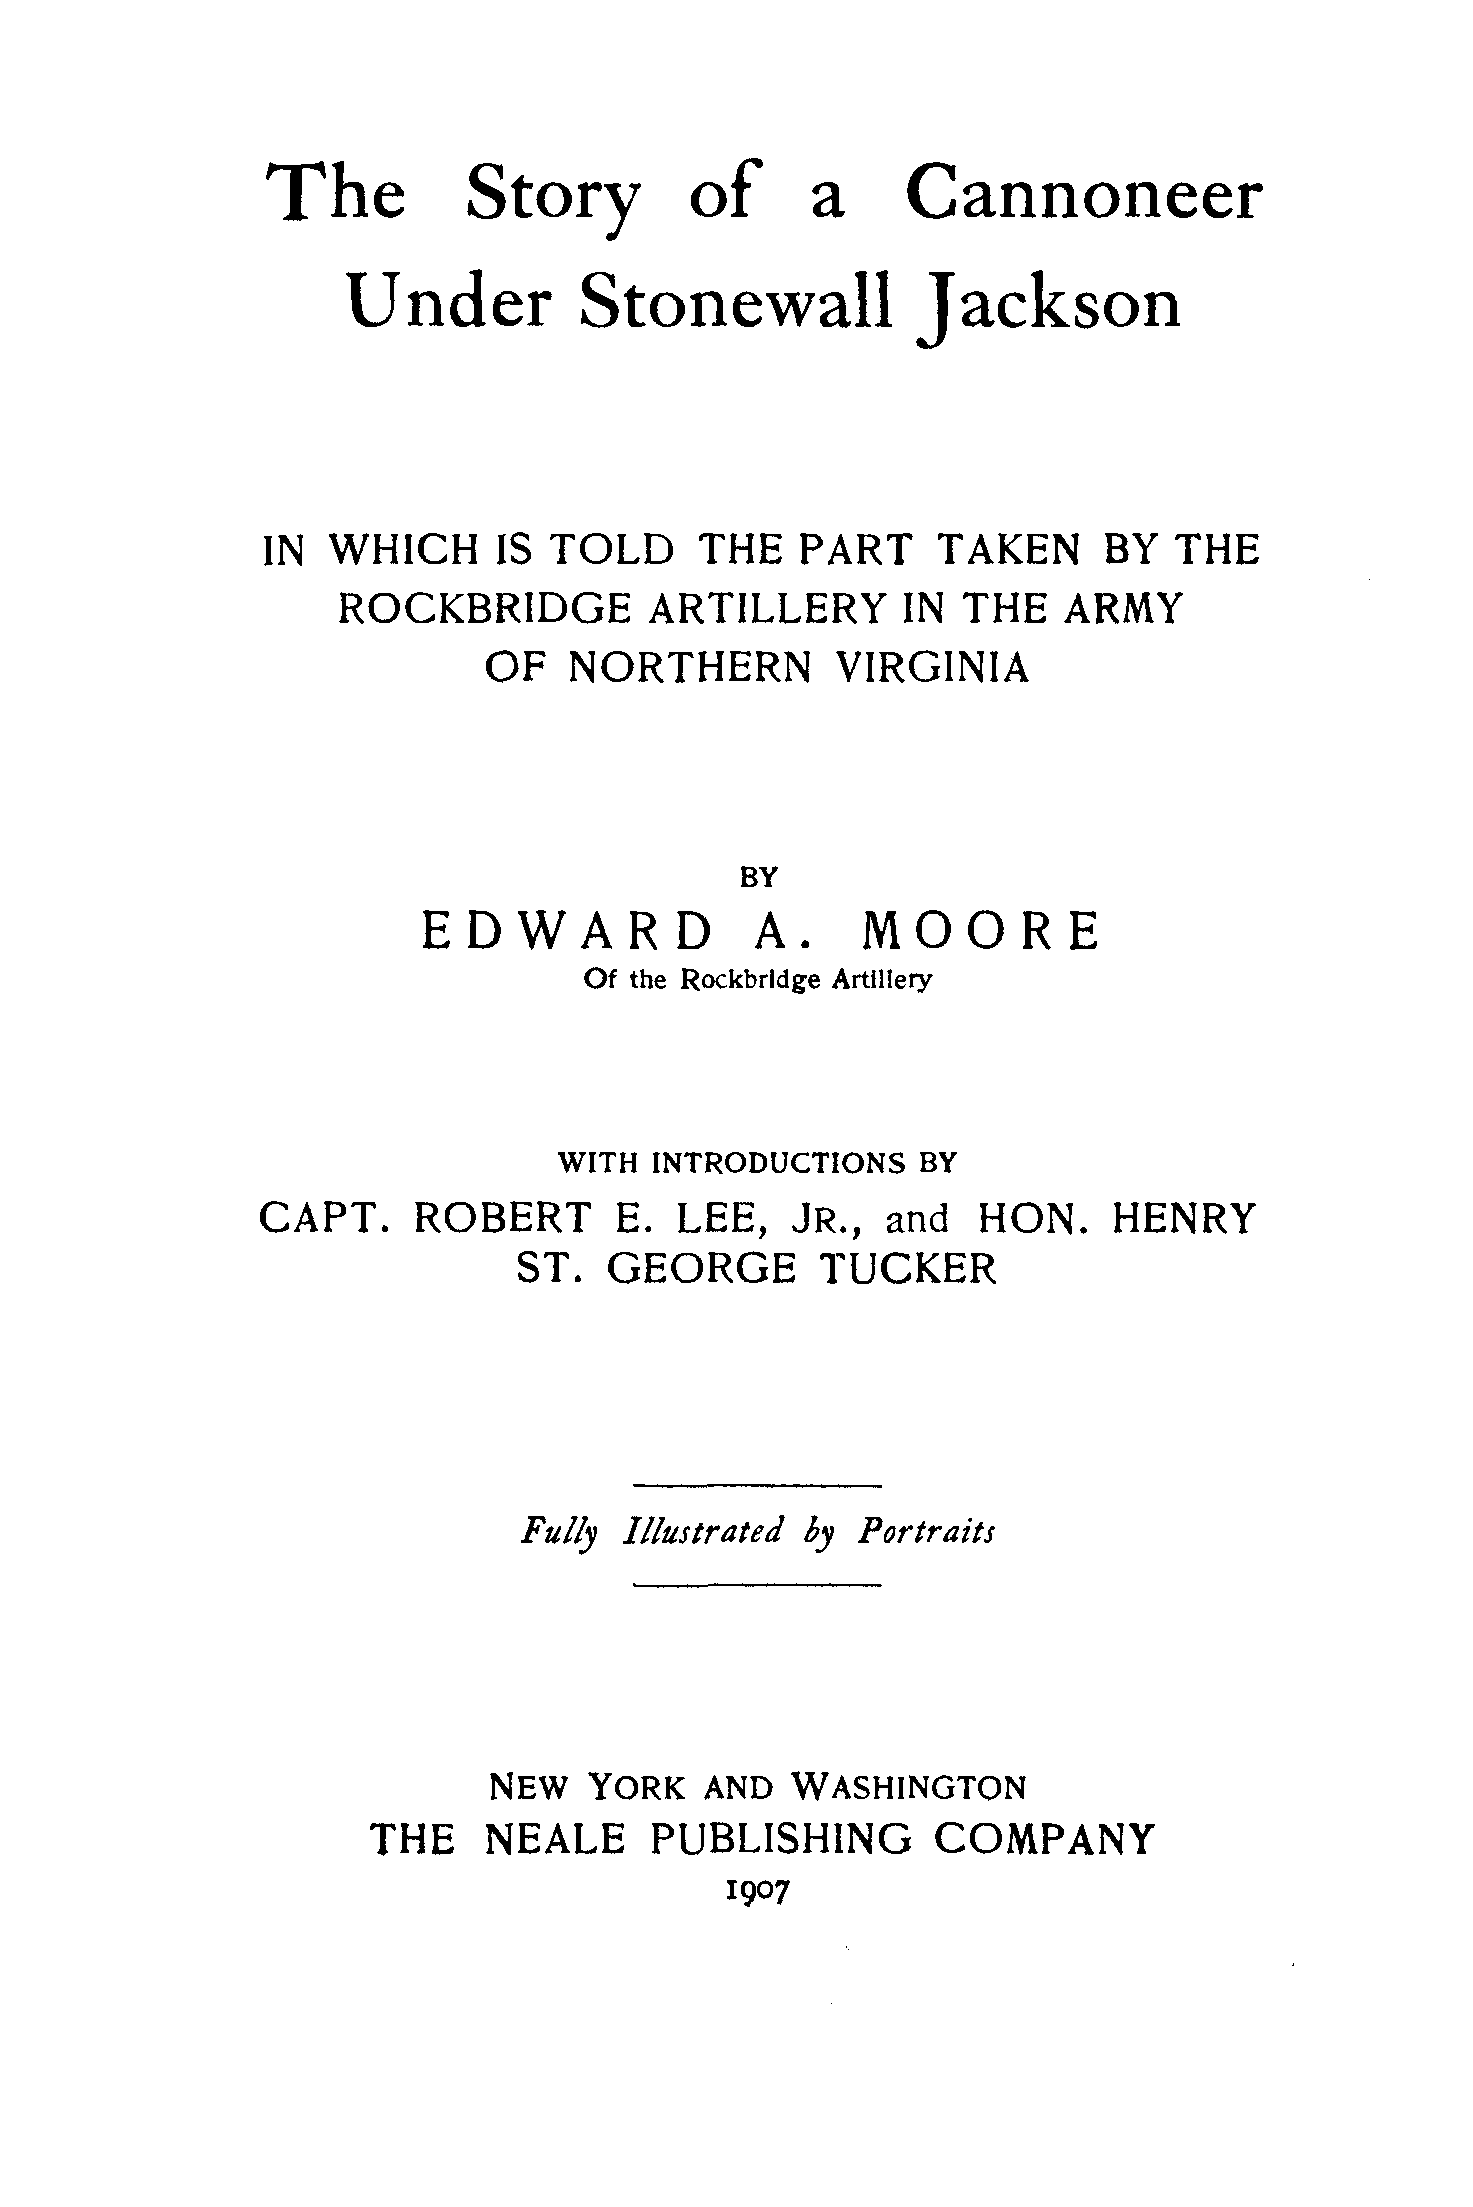 The Story of a Cannoneer
Under Stonewall Jackson
IN WHICH IS TOLD THE PART TAKEN BY THE
ROCKBRIDGE ARTILLERY IN THE ARMY
OF NORTHERN VIRGINIA
BY
EDWARD A. MOORE
Of the Rockbridge Artillery
WITH INTRODUCTIONS BY
CAPT. ROBERT E. LEE, JR., and HON. HENRY
ST. GEORGE TUCKER
Fully Illustrated by Portraits
NEW YORK AND WASHINGTON
THE NEALE PUBLISHING COMPANY
1907